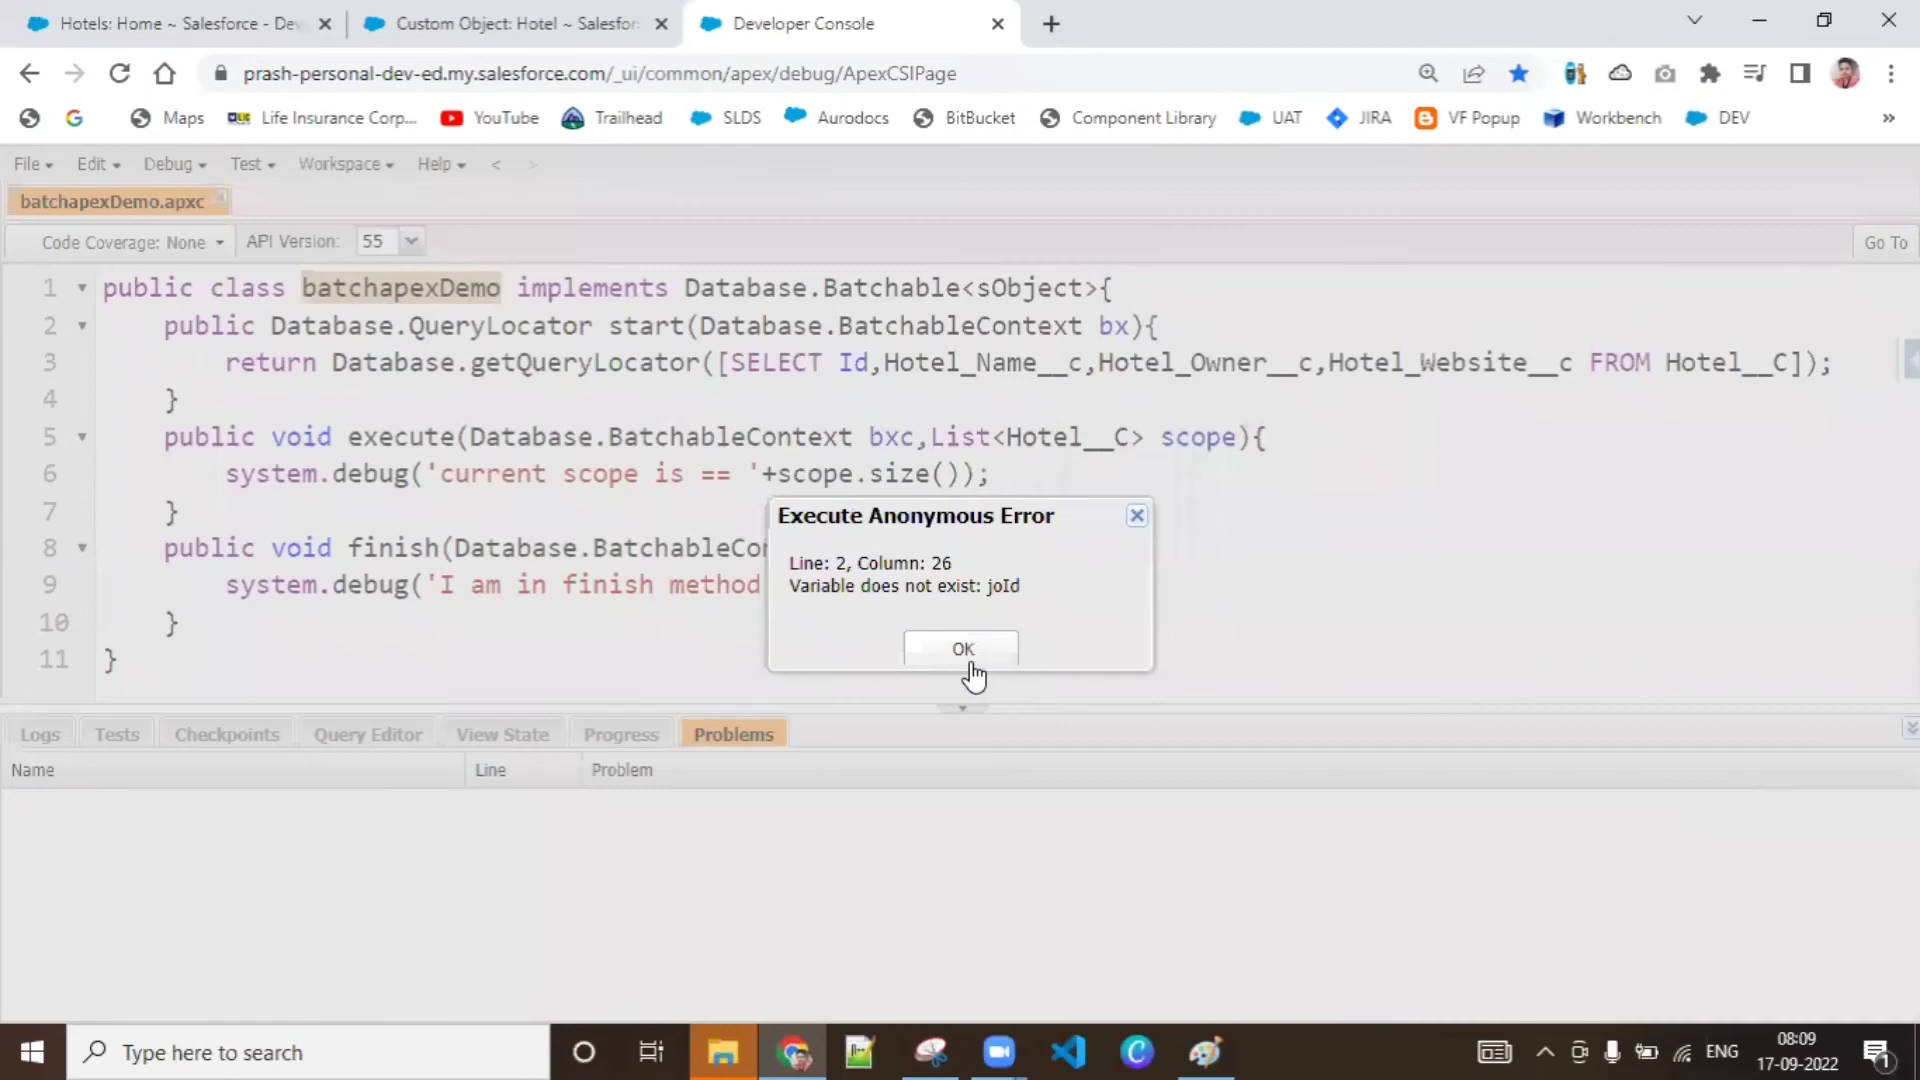 Hotels: Home ~ Salesforce - Dev
Custom Object: Hotel ~ Salesfor
Developer Console
prash-personal-dev-ed.my.salesforce.com/_ui/common/apex/debug/ApexCSIPage
Maps
Life Insurance Corp...
YouTube
Trailhead
SLDS
Aurodocs
BitBucket
Component Library
UAT
JIRA
VF Popup
Workbench
DEV
»
File
Edit
Debug
Test
Workspace
Help
<
>
batchapexDemo.apxc
Code Coverage: None
API Version:
55
Go To
1 public class batchapexDemo implements Database.Batchable<sObject>{
2 public Database.QueryLocator start(Database.BatchableContext bx){
3 return Database.getQueryLocator([SELECT Id,Hotel_Name__c,Hotel_Owner__c,Hotel_Website__c FROM Hotel__C]);
4 }
5 public void execute(Database.BatchableContext bxc,List<Hotel__C> scope){
6 system.debug('current scope is == '+scope.size());
7 }
8 public void finish(Database.BatchableCo
9 system.debug('I am in finish method
10 }
11 }
Execute Anonymous Error
Line: 2, Column: 26
Variable does not exist: joId
OK
Logs
Tests
Checkpoints
Query Editor
View State
Progress
Problems
Name
Line
Problem
Type here to search
ENG
08:09
17-09-2022
1